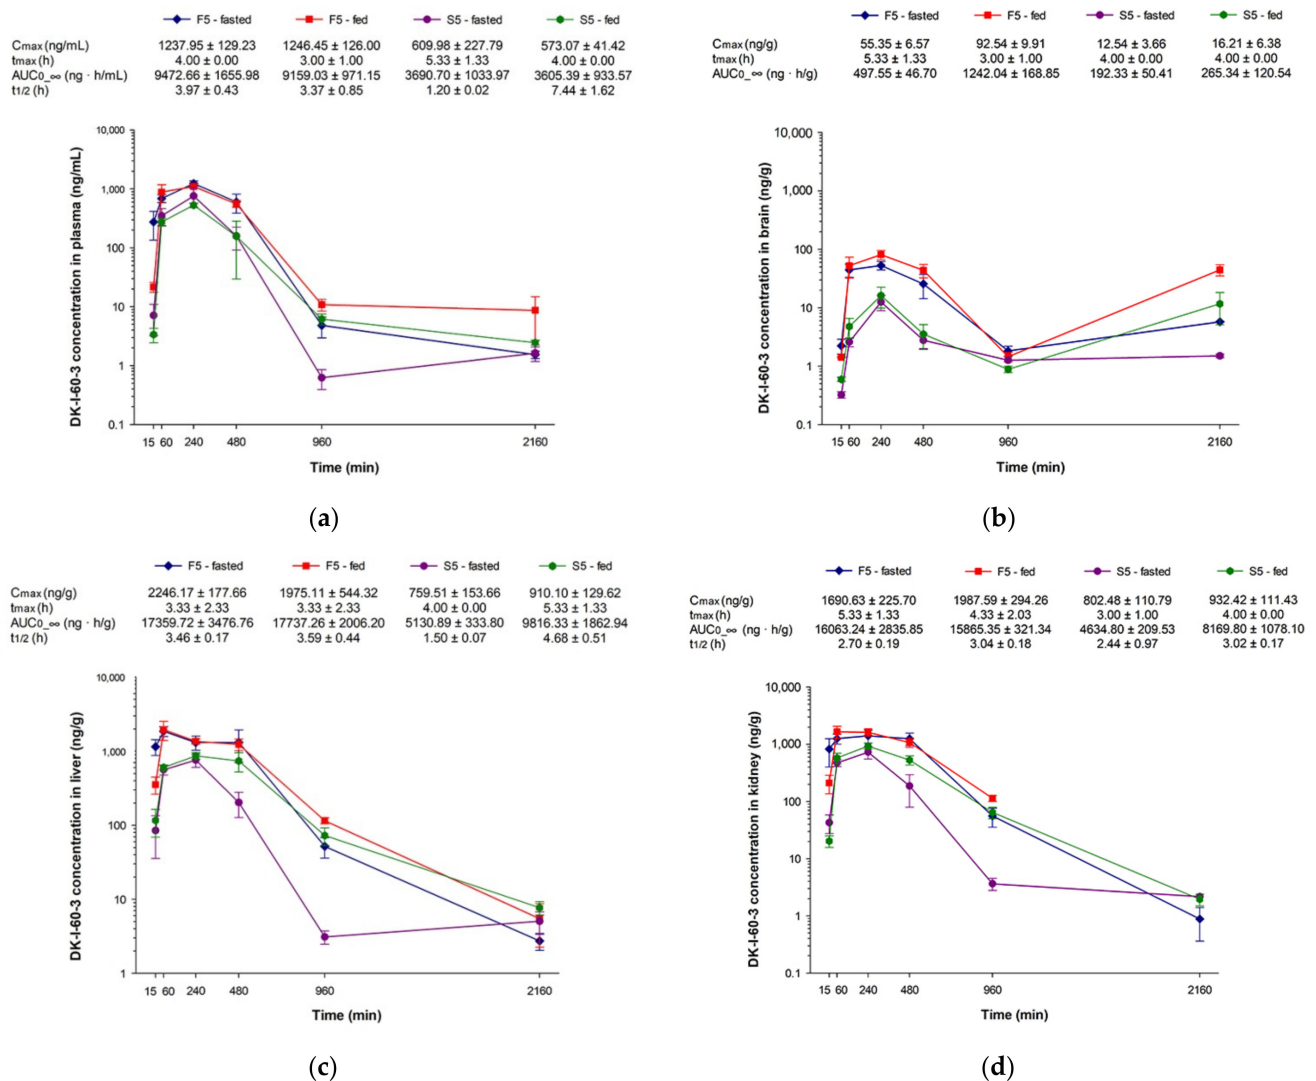 F5 - fasted F5 - fed S5 - fasted S5 - fed
Cmax (ng/mL) 1237.95 ± 129.23 1246.45 ± 126.00 609.98 ± 227.79 573.07 ± 41.42
tmax (h) 4.00 ± 0.00 3.00 ± 1.00 5.33 ± 1.33 4.00 ± 0.00
AUC0_∞ (ng · h/mL) 9472.66 ± 1655.98 9159.03 ± 971.15 3690.70 ± 1033.97 3605.39 ± 933.57
t1/2 (h) 3.97 ± 0.43 3.37 ± 0.85 1.20 ± 0.02 7.44 ± 1.62
DK-I-60-3 concentration in plasma (ng/mL)
10,000
1,000
100
10
1
0.1
15 60 240 480 960 2160
Time (min)
(a)
F5 - fasted F5 - fed S5 - fasted S5 - fed
Cmax (ng/g) 55.35 ± 6.57 92.54 ± 9.91 12.54 ± 3.66 16.21 ± 6.38
tmax (h) 5.33 ± 1.33 3.00 ± 1.00 4.00 ± 0.00 4.00 ± 0.00
AUC0_∞ (ng · h/g) 497.55 ± 46.70 1242.04 ± 168.85 192.33 ± 50.41 265.34 ± 120.54
DK-I-60-3 concentration in brain (ng/g)
10,000
1,000
100
10
1
0.1
15 60 240 480 960 2160
Time (min)
(b)
F5 - fasted F5 - fed S5 - fasted S5 - fed
Cmax (ng/g) 2246.17 ± 177.66 1975.11 ± 544.32 759.51 ± 153.66 910.10 ± 129.62
tmax (h) 3.33 ± 2.33 3.33 ± 2.33 4.00 ± 0.00 5.33 ± 1.33
AUC0_∞ (ng · h/g) 17359.72 ± 3476.76 17737.26 ± 2006.20 5130.89 ± 333.80 9816.33 ± 1862.94
t1/2 (h) 3.46 ± 0.17 3.59 ± 0.44 1.50 ± 0.07 4.68 ± 0.51
DK-I-60-3 concentration in liver (ng/g)
10,000
1,000
100
10
1
15 60 240 480 960 2160
Time (min)
(c)
F5 - fasted F5 - fed S5 - fasted S5 - fed
Cmax (ng/g) 1690.63 ± 225.70 1987.59 ± 294.26 802.48 ± 110.79 932.42 ± 111.43
tmax (h) 5.33 ± 1.33 4.33 ± 2.03 3.00 ± 1.00 4.00 ± 0.00
AUC0_∞ (ng · h/g) 16063.24 ± 2835.85 15865.35 ± 321.34 4634.80 ± 209.53 8169.80 ± 1078.10
t1/2 (h) 2.70 ± 0.19 3.04 ± 0.18 2.44 ± 0.97 3.02 ± 0.17
DK-I-60-3 concentration in kidney (ng/g)
10,000
1,000
100
10
1
0.1
15 60 240 480 960 2160
Time (min)
(d)